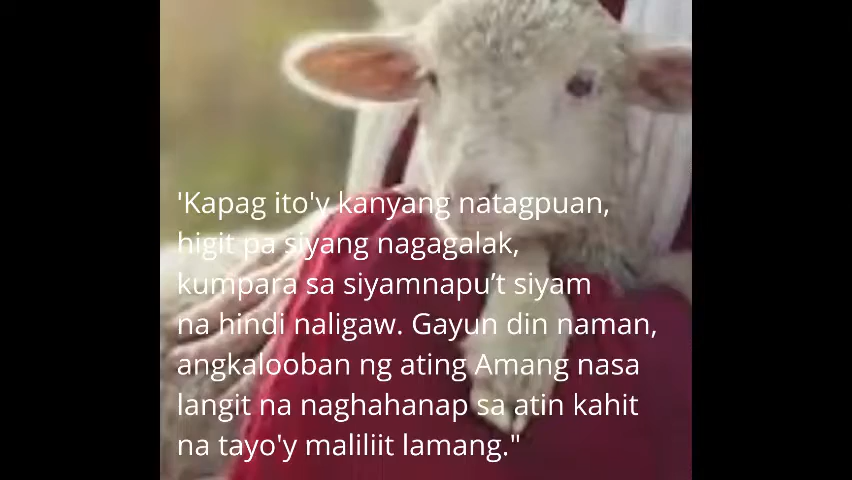 'Kapag ito'y kanyang natagpuan,
higit pa siyang nagagalak,
kumpara sa siyamnapu’t siyam
na hindi naligaw. Gayun din naman,
angkalooban ng ating Amang nasa
langit na naghahanap sa atin kahit
na tayo'y maliliit lamang."